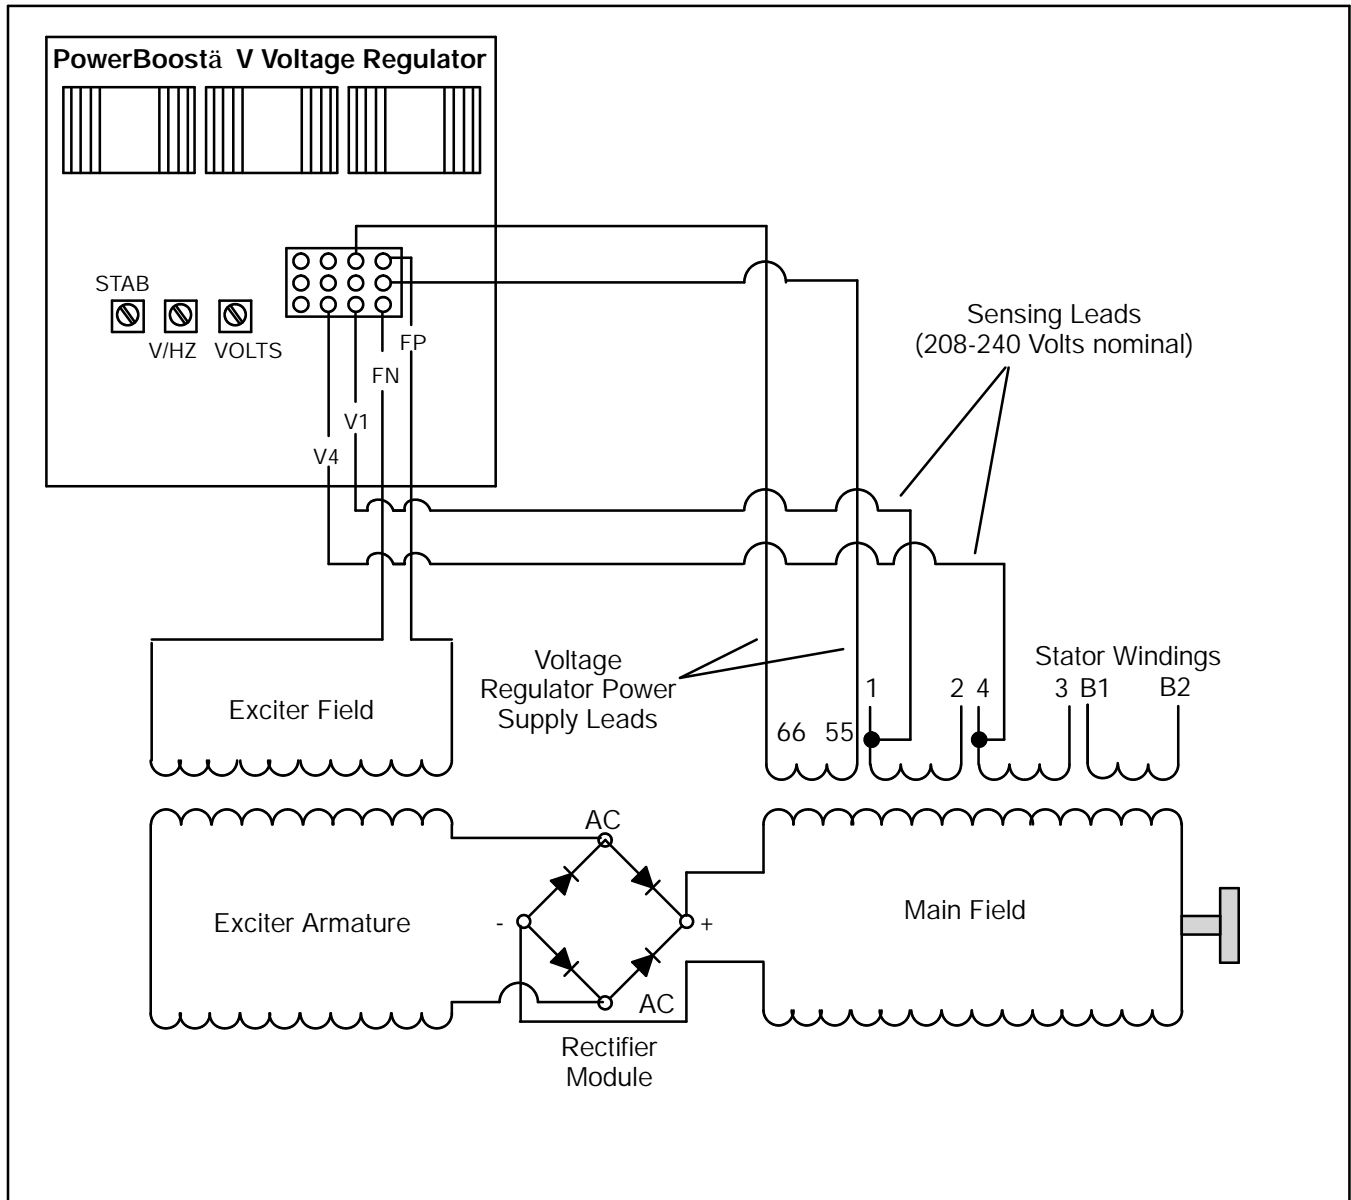 PowerBoostä V Voltage Regulator
STAB
V/HZ
VOLTS
FP
FN
V1
V4
Sensing Leads
(208-240 Volts nominal)
Voltage
Regulator Power
Supply Leads
Stator Windings
1
2
4
3
B1
B2
66
55
Exciter Field
AC
Exciter Armature
-
+
Main Field
AC
Rectifier
Module